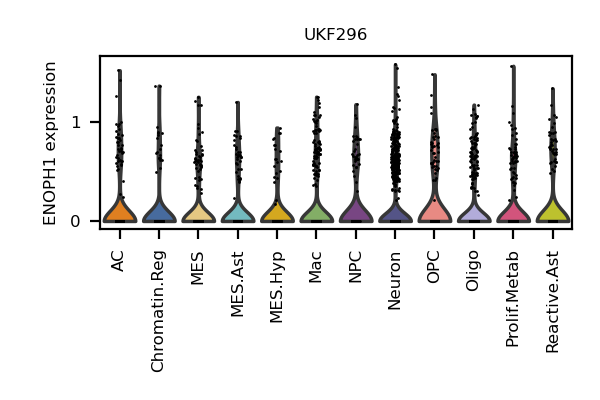 UKF296
ENOPH1 expression
1
0
AC
Chromatin.Reg
MES
MES.Ast
MES.Hyp
Mac
NPC
Neuron
OPC
Oligo
Prolif.Metab
Reactive.Ast